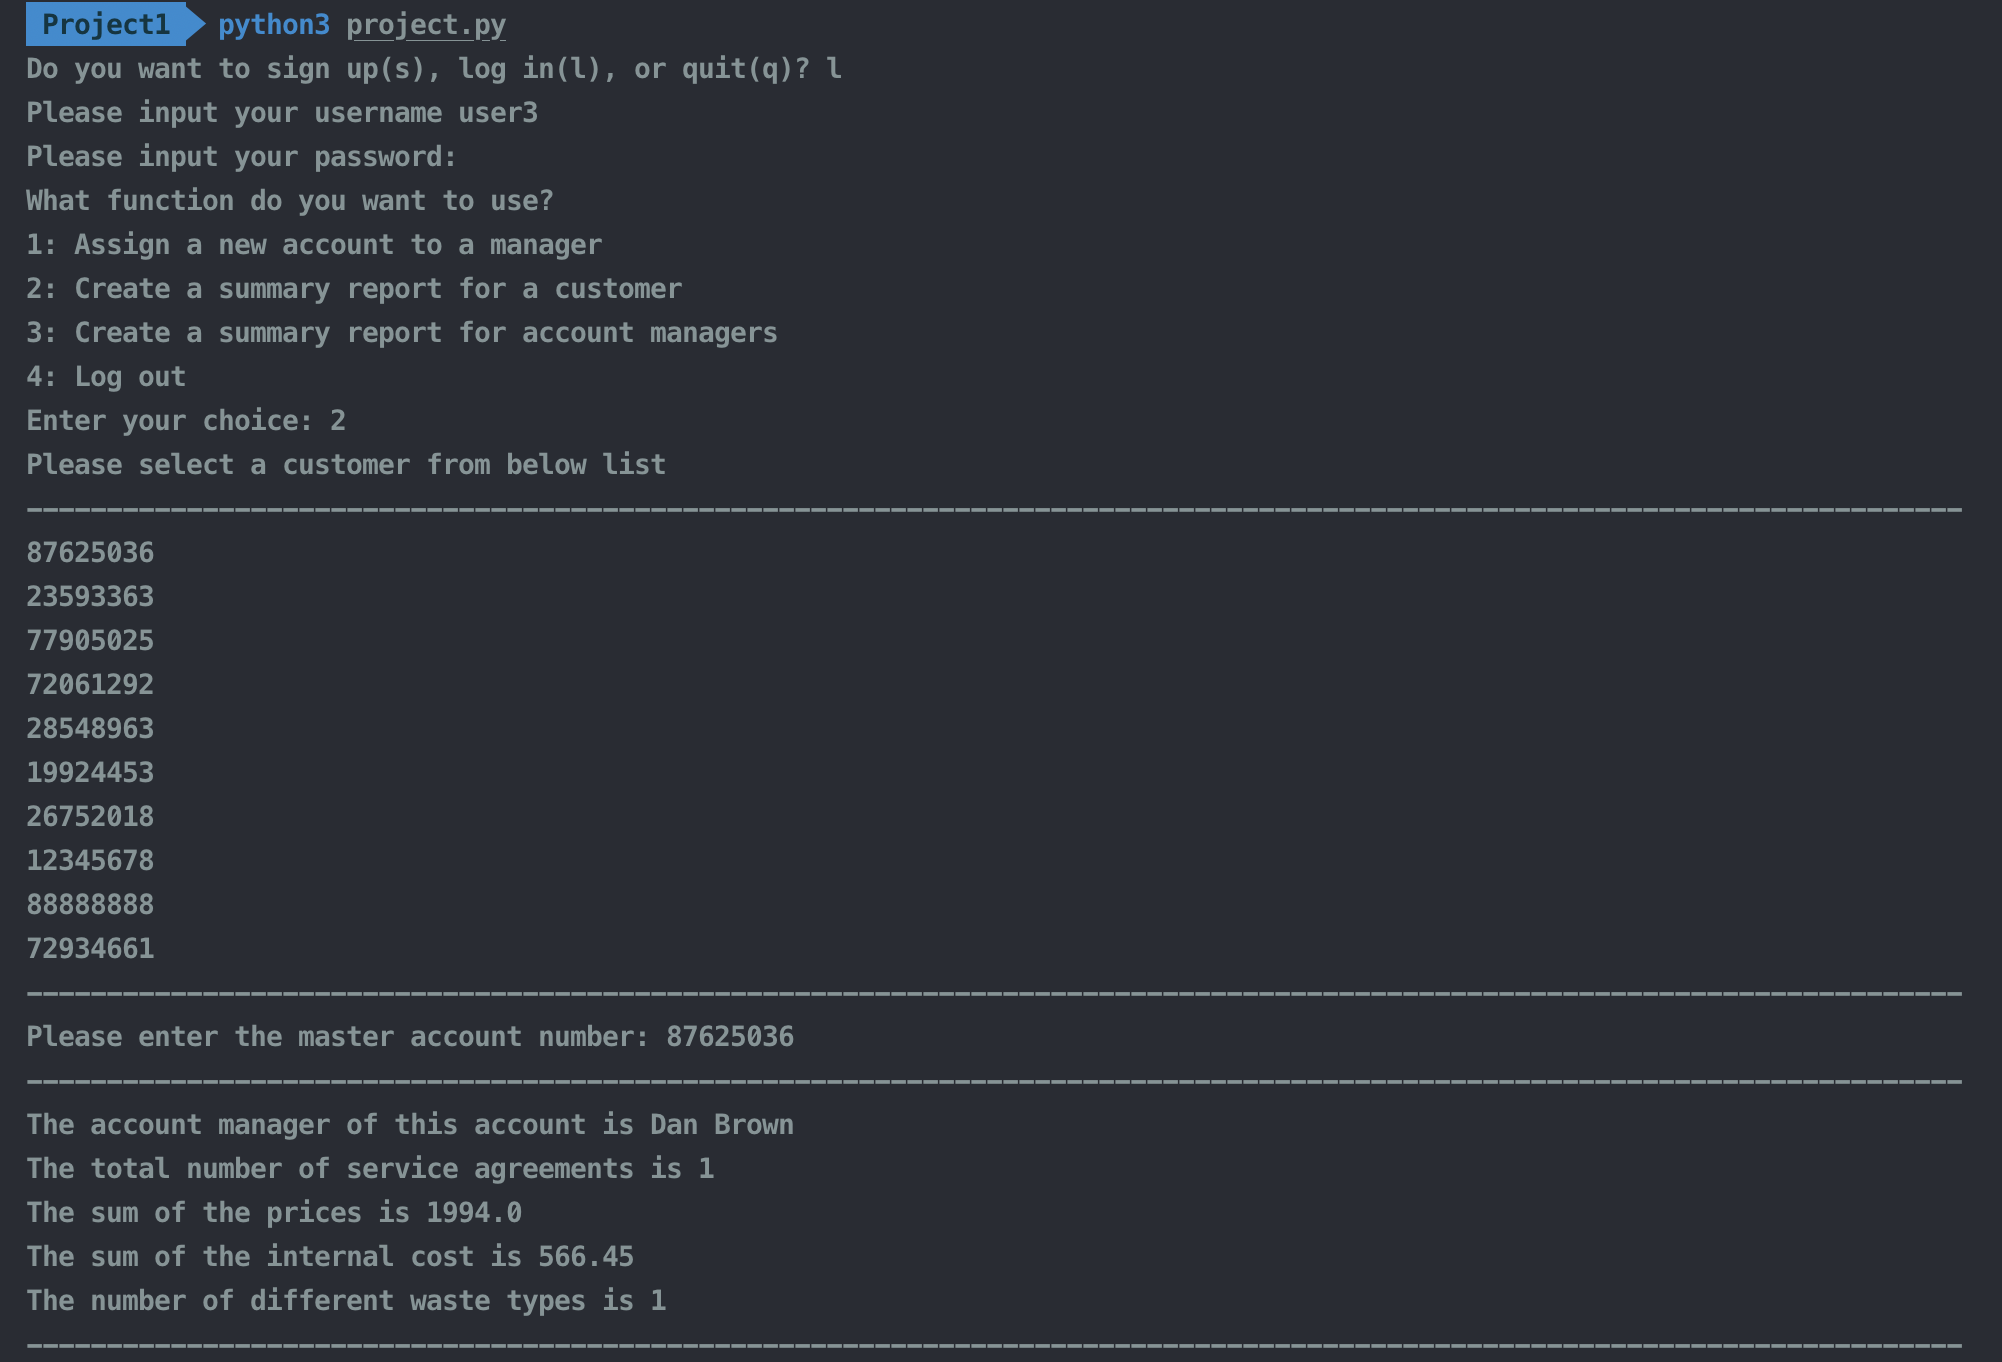 Project1 python3 project.py
Do you want to sign up(s), log in(l), or quit(q)? l
Please input your username user3
Please input your password:
What function do you want to use?
1: Assign a new account to a manager
2: Create a summary report for a customer
3: Create a summary report for account managers
4: Log out
Enter your choice: 2
Please select a customer from below list
-------------------------------------------------------------------------------------------------------------------------
87625036
23593363
77905025
72061292
28548963
19924453
26752018
12345678
88888888
72934661
-------------------------------------------------------------------------------------------------------------------------
Please enter the master account number: 87625036
-------------------------------------------------------------------------------------------------------------------------
The account manager of this account is Dan Brown
The total number of service agreements is 1
The sum of the prices is 1994.0
The sum of the internal cost is 566.45
The number of different waste types is 1
-------------------------------------------------------------------------------------------------------------------------